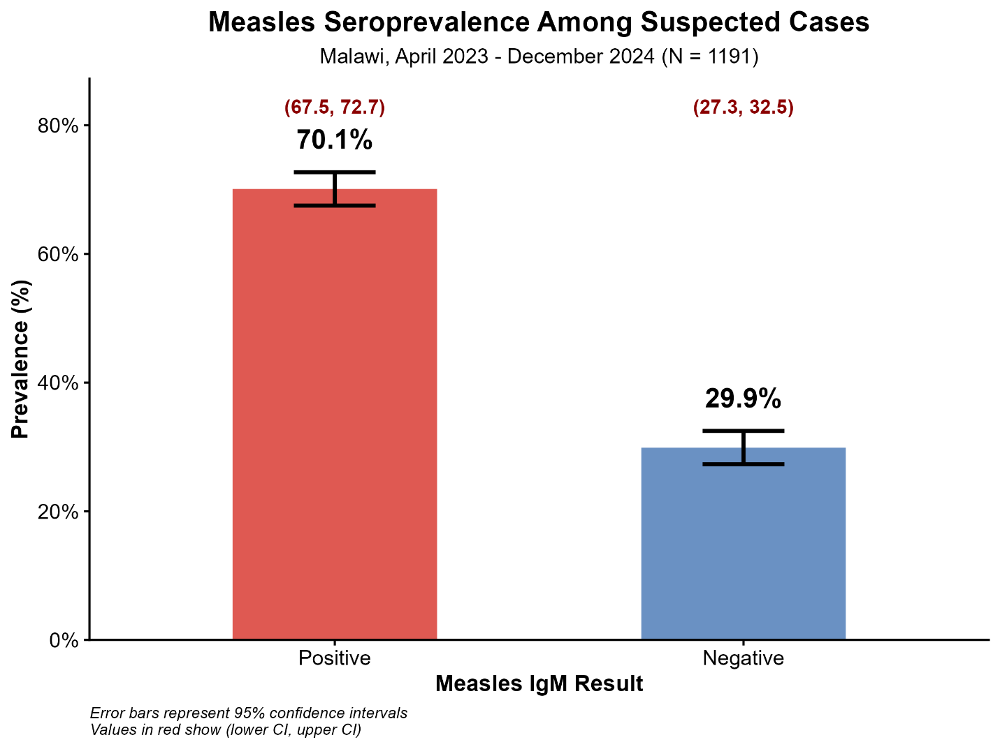 Measles Seroprevalence Among Suspected Cases
Malawi, April 2023 - December 2024 (N = 1191)
(67.5, 72.7)
(27.3, 32.5)
80%
70.1%
60%
Prevalence (%)
40%
29.9%
20%
0%
Positive
Negative
Measles IgM Result
Error bars represent 95% confidence intervals
Values in red show (lower CI, upper CI)